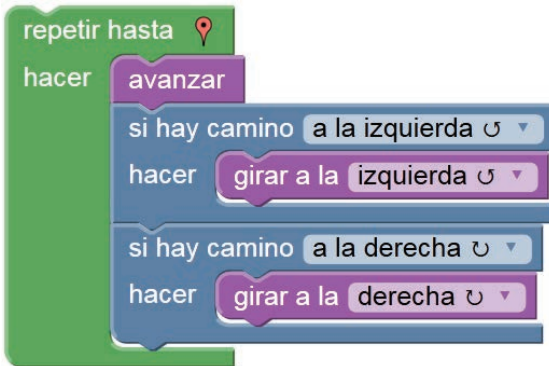 repetir hasta
hacer avanzar
si hay camino a la izquierda ↺ ▼
hacer girar a la izquierda ↺ ▼
si hay camino a la derecha ↻ ▼
hacer girar a la derecha ↻ ▼